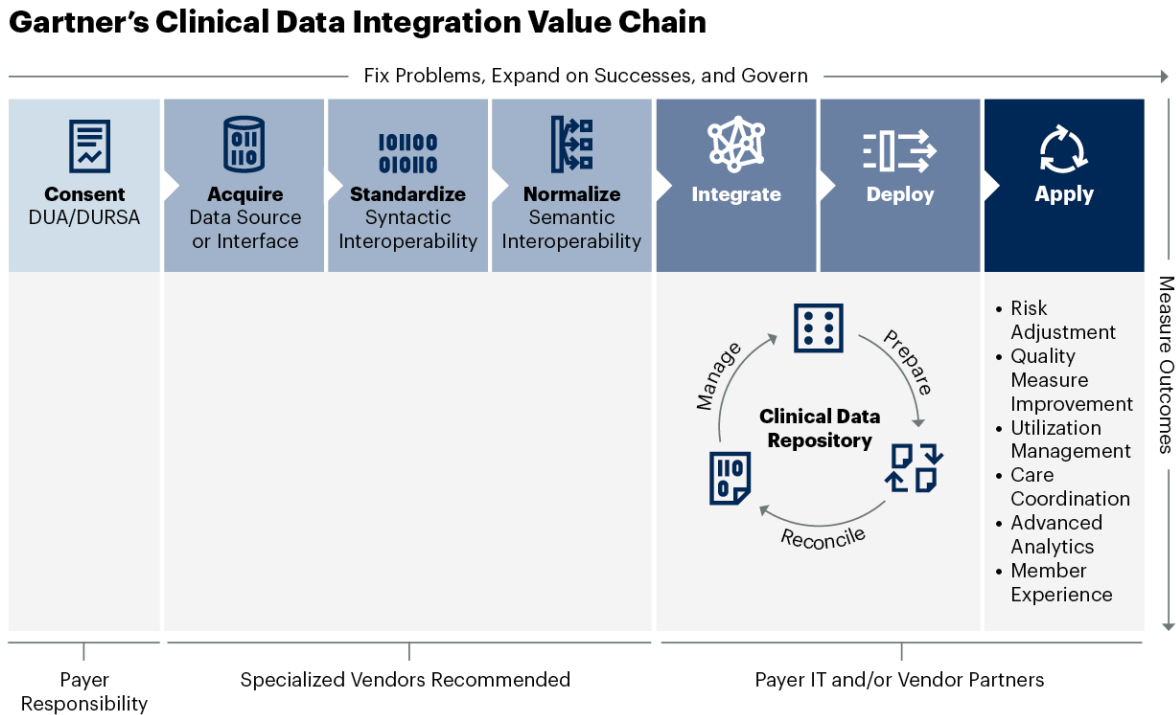 Gartner's Clinical Data Integration Value Chain
Fix Problems, Expand on Successes, and Govern
Consent
DUA/DURSA
Acquire
Data Source
or Interface
Standardize
Syntactic
Interoperability
Normalize
Semantic
Interoperability
Integrate
Deploy
Apply
Manage
Prepare
Reconcile
Clinical Data
Repository
• Risk
Adjustment
• Quality
Measure
Improvement
• Utilization
Management
• Care
Coordination
• Advanced
Analytics
• Member
Experience
Measure Outcomes
Payer
Responsibility
Specialized Vendors Recommended
Payer IT and/or Vendor Partners